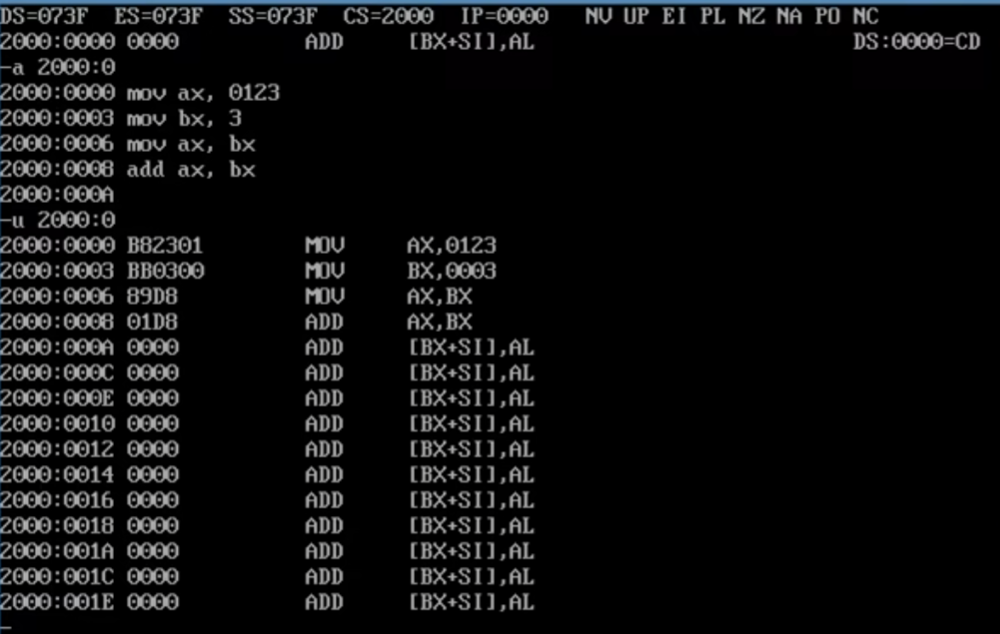 DS=073F ES=073F SS=073F CS=2000 IP=0000 NV UP EI PL NZ NA PO NC
2000:0000 0000 ADD [BX+SI],AL DS:0000=CD
-a 2000:0
2000:0000 mov ax, 0123
2000:0003 mov bx, 3
2000:0006 mov ax, bx
2000:0008 add ax, bx
2000:000A
-u 2000:0
2000:0000 B82301 MOV AX,0123
2000:0003 BB0300 MOV BX,0003
2000:0006 89D8 MOV AX,BX
2000:0008 01D8 ADD AX,BX
2000:000A 0000 ADD [BX+SI],AL
2000:000C 0000 ADD [BX+SI],AL
2000:000E 0000 ADD [BX+SI],AL
2000:0010 0000 ADD [BX+SI],AL
2000:0012 0000 ADD [BX+SI],AL
2000:0014 0000 ADD [BX+SI],AL
2000:0016 0000 ADD [BX+SI],AL
2000:0018 0000 ADD [BX+SI],AL
2000:001A 0000 ADD [BX+SI],AL
2000:001C 0000 ADD [BX+SI],AL
2000:001E 0000 ADD [BX+SI],AL
-